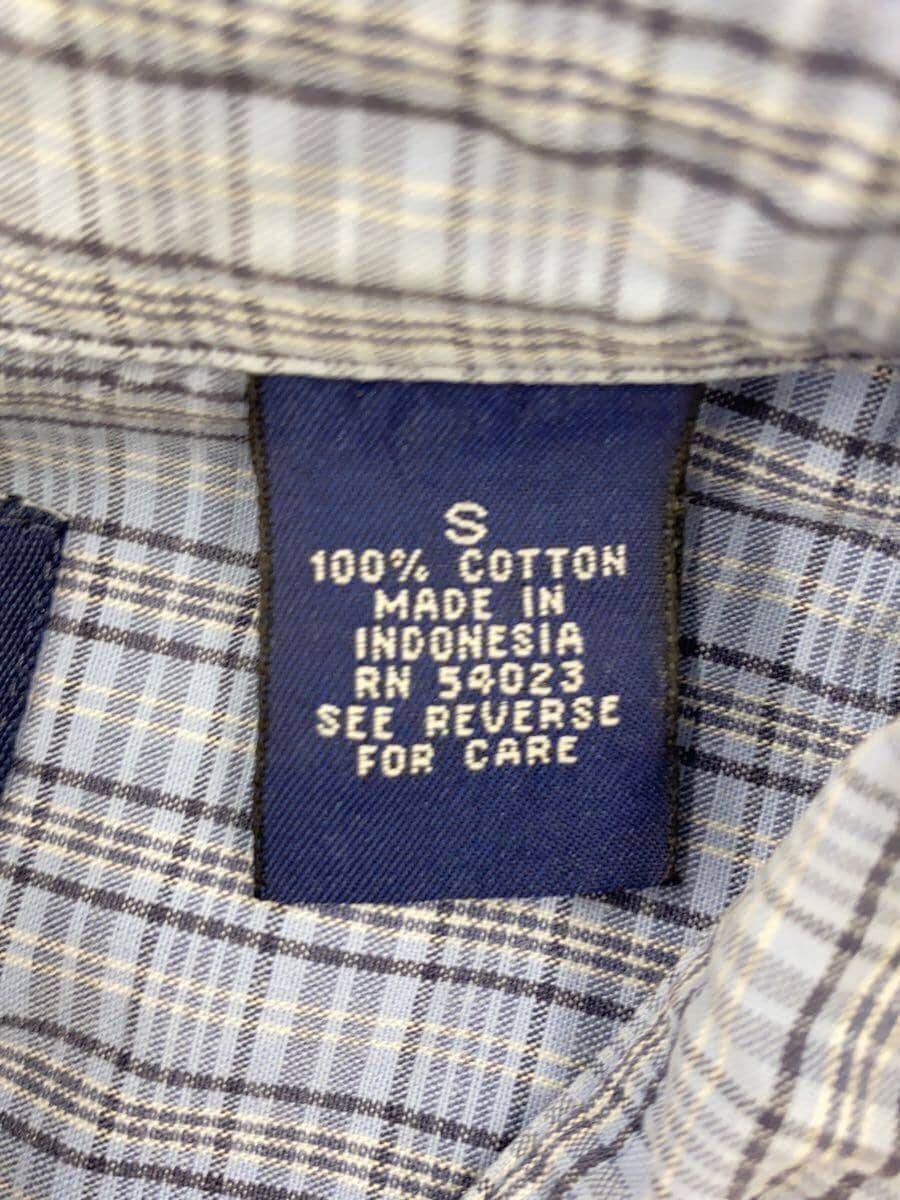 S
100% COTTON
MADE IN
INDONESIA
RN 54023
SEE REVERSE
FOR CARE